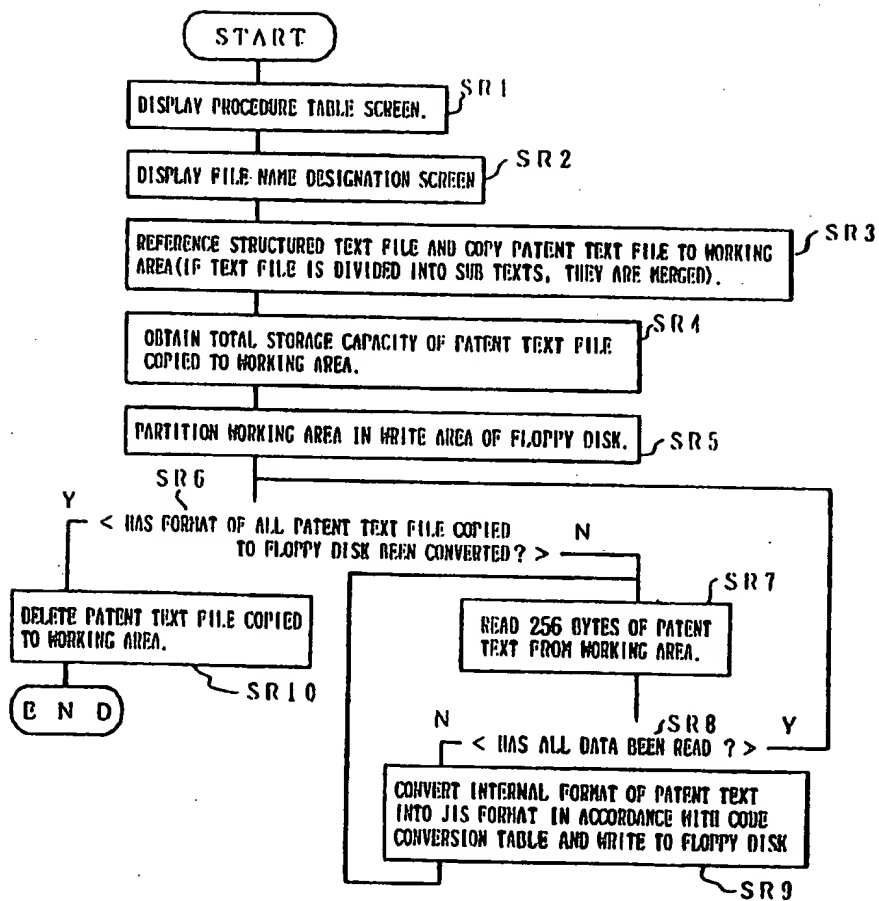 START
SR1
DISPLAY PROCEDURE TABLE SCREEN.
SR2
DISPLAY FILE NAME DESIGNATION SCREEN
SR3
REFERENCE STRUCTURED TEXT FILE AND COPY PATENT TEXT FILE TO WORKING
AREA(IF TEXT FILE IS DIVIDED INTO SUB TEXTS, THEY ARE MERGED).
SR4
OBTAIN TOTAL STORAGE CAPACITY OF PATENT TEXT FILE
COPIED TO WORKING AREA.
PARTITION WORKING AREA IN WRITE AREA OF FLOPPY DISK.
SR5
SR6
Y
< HAS FORMAT OF ALL PATENT TEXT FILE COPIED
TO FLOPPY DISK BEEN CONVERTED? >
N
SR7
DELETE PATENT TEXT FILE COPIED
TO WORKING AREA.
READ 256 BYTES OF PATENT
TEXT FROM WORKING AREA.
SR10
END
SR8
N
< HAS ALL DATA BEEN READ ? >
Y
CONVERT INTERNAL FORMAT OF PATENT TEXT
INTO JIS FORMAT IN ACCORDANCE WITH CODE
CONVERSION TABLE AND WRITE TO FLOPPY DISK
SR9